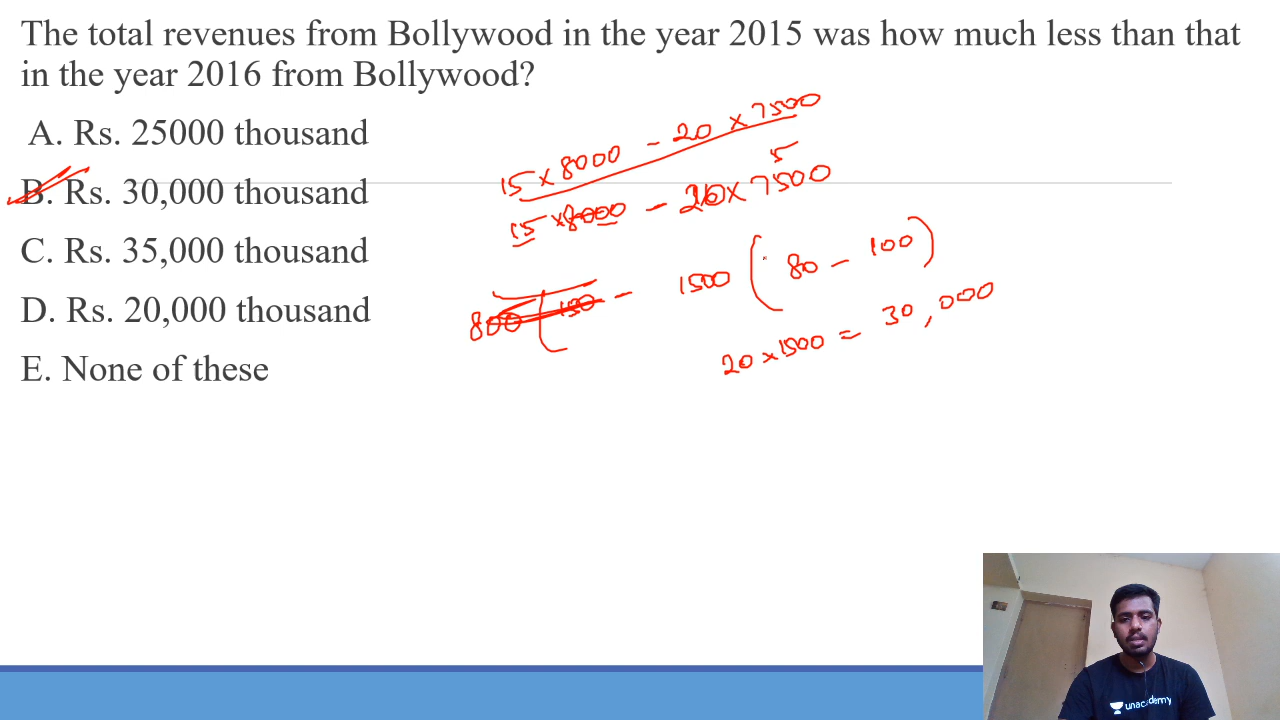 The total revenues from Bollywood in the year 2015 was how much less than that
in the year 2016 from Bollywood?
A. Rs. 25000 thousand
B. Rs. 30,000 thousand
C. Rs. 35,000 thousand
D. Rs. 20,000 thousand
E. None of these
15 × 8000 - 20 × 7500
5
15 × 8000 - 20 × 7500
800 ( 150 - 1500 ( 80 - 100 )
20 × 1500 = 30,000
unacademy